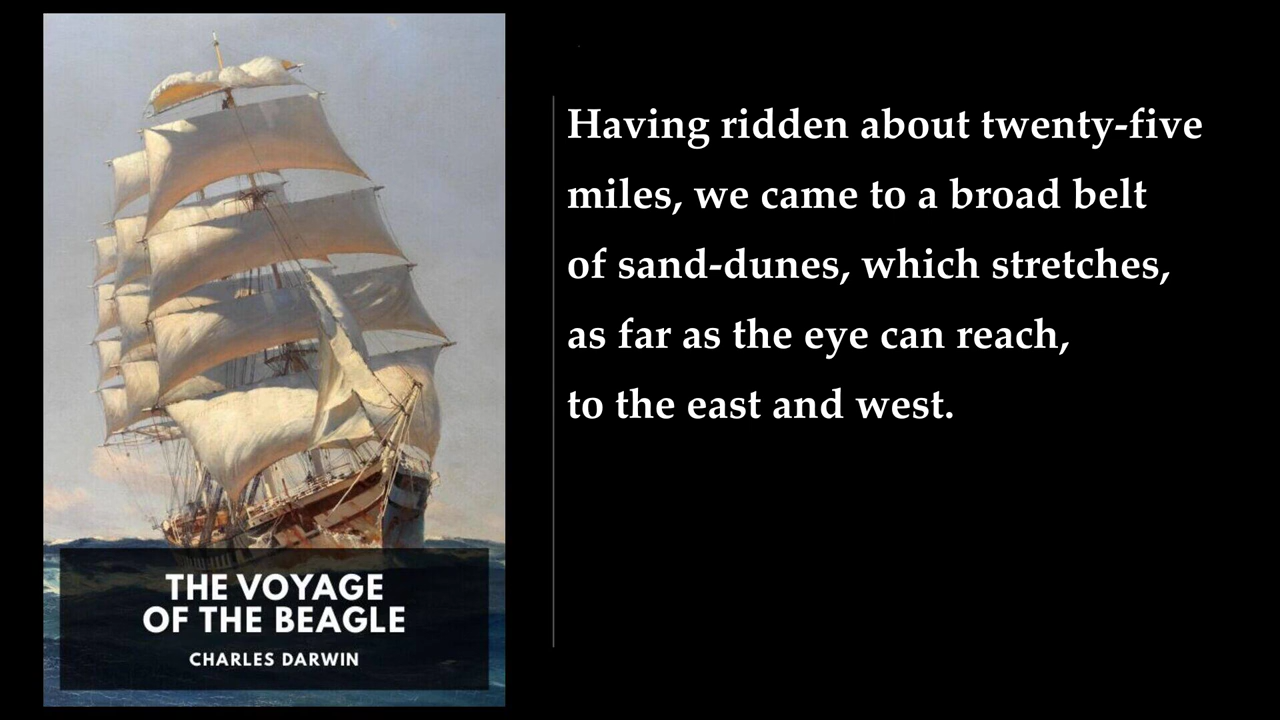 THE VOYAGE
OF THE BEAGLE
CHARLES DARWIN
Having ridden about twenty-five
miles, we came to a broad belt
of sand-dunes, which stretches,
as far as the eye can reach,
to the east and west.